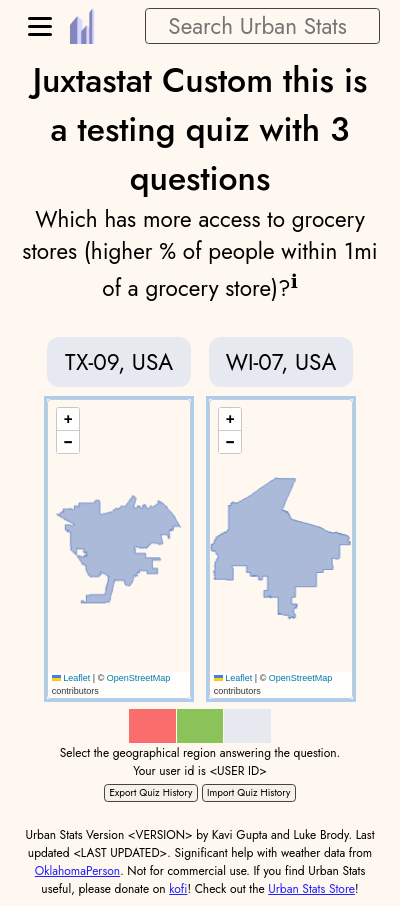 Search Urban Stats
Juxtastat Custom this is
a testing quiz with 3
questions
Which has more access to grocery
stores (higher % of people within 1mi
of a grocery store)?i
TX-09, USA
WI-07, USA
+
−
+
−
Leaflet | © OpenStreetMap
contributors
Leaflet | © OpenStreetMap
contributors
Select the geographical region answering the question.
Your user id is <USER ID>
Export Quiz History
Import Quiz History
Urban Stats Version <VERSION> by Kavi Gupta and Luke Brody. Last
updated <LAST UPDATED>. Significant help with weather data from
OklahomaPerson. Not for commercial use. If you find Urban Stats
useful, please donate on kofi! Check out the Urban Stats Store!